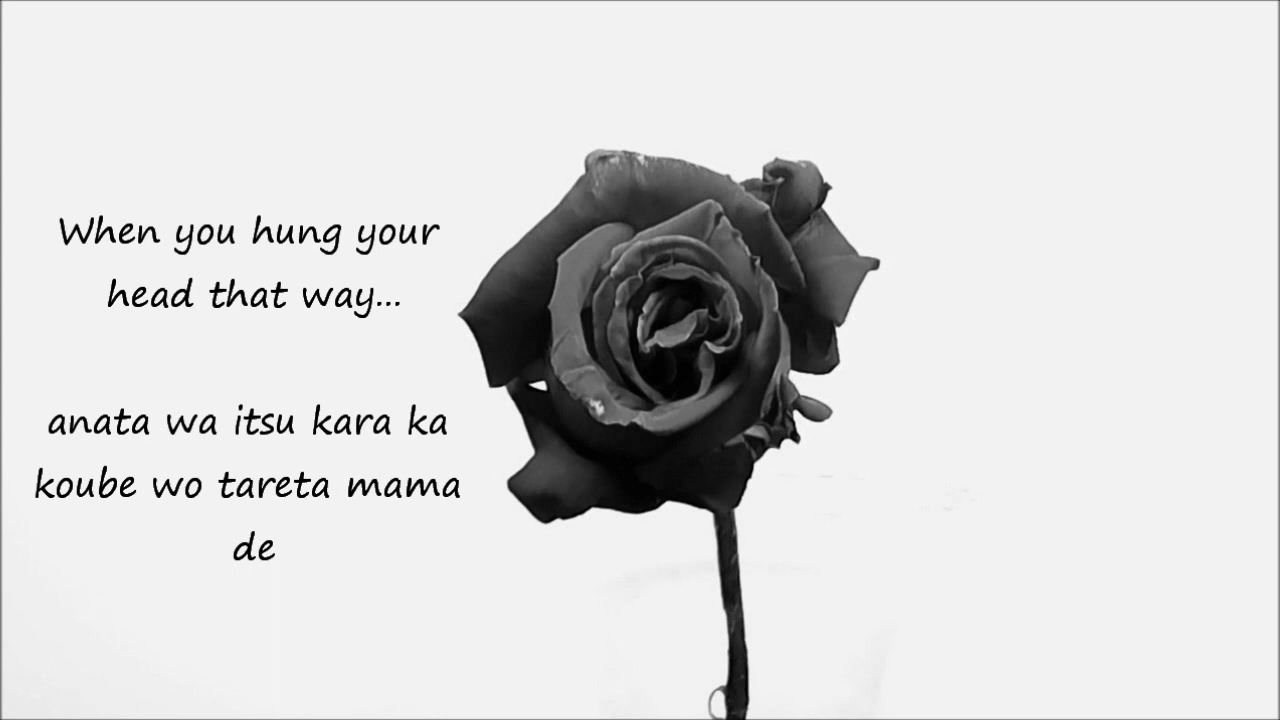 When you hung your
head that way...
anata wa itsu kara ka
koube wo tareta mama
de